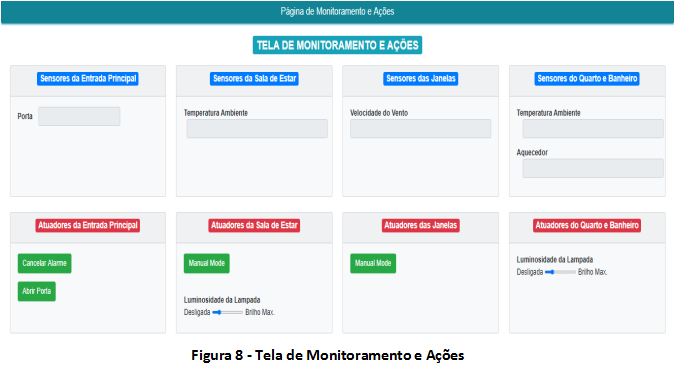 Página de Monitoramento e Ações
TELA DE MONITORAMENTO E AÇÕES
Sensores da Entrada Principal
Porta
Sensores da Sala de Estar
Temperatura Ambiente
Sensores das Janelas
Velocidade do Vento
Sensores do Quarto e Banheiro
Temperatura Ambiente
Aquecedor
Atuadores da Entrada Principal
Cancelar Alarme
Abrir Porta
Atuadores da Sala de Estar
Manual Mode
Luminosidade da Lampada
Desligada Brilho Max.
Atuadores das Janelas
Manual Mode
Atuadores do Quarto e Banheiro
Luminosidade da Lampada
Desligada Brilho Max.
Figura 8 - Tela de Monitoramento e Ações